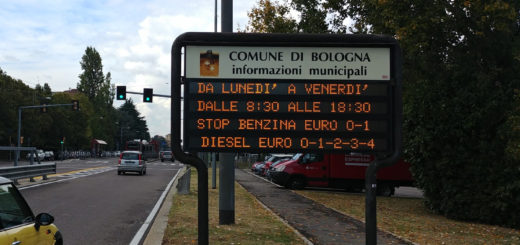 COMUNE DI BOLOGNA
informazioni municipali
DA LUNEDI' A VENERDI'
DALLE 8:30 ALLE 18:30
STOP BENZINA EURO 0-1
DIESEL EURO 0-1-2-3-4